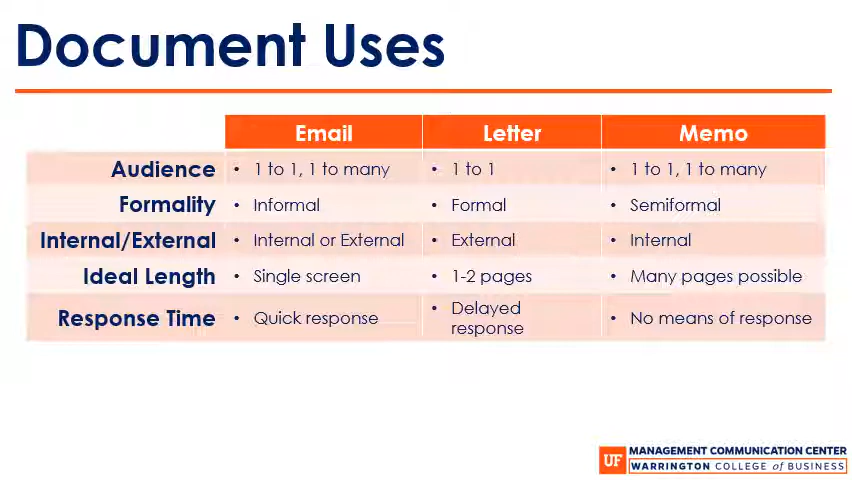 Document Uses
Email Letter Memo
Audience • 1 to 1, 1 to many • 1 to 1 • 1 to 1, 1 to many
Formality • Informal • Formal • Semiformal
Internal/External • Internal or External • External • Internal
Ideal Length • Single screen • 1-2 pages • Many pages possible
Response Time • Quick response • Delayed response • No means of response
UF MANAGEMENT COMMUNICATION CENTER
WARRINGTON COLLEGE of BUSINESS